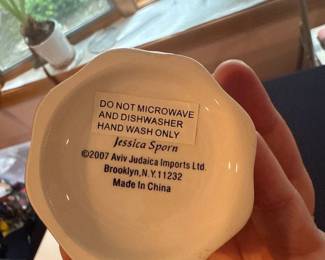 DO NOT MICROWAVE
AND DISHWASHER
HAND WASH ONLY
Jessica Sporn
©2007 Aviv Judaica Imports Ltd.
Brooklyn, N.Y. 11232
Made In China